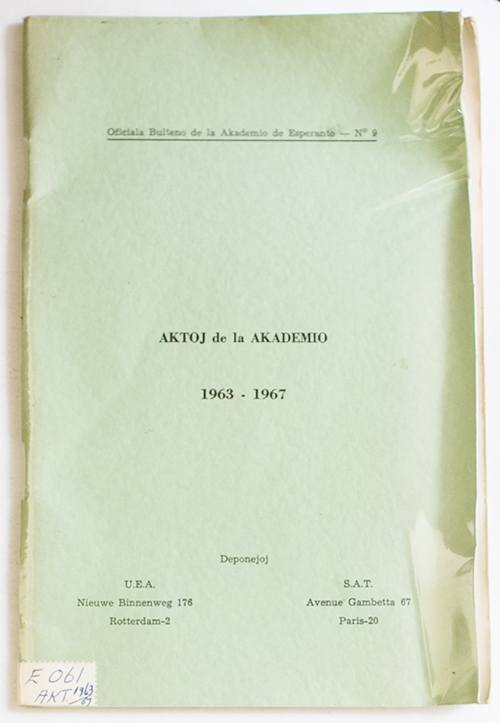 Oficiala Bulteno de la Akademio de Esperanto — Nº 9
AKTOJ de la AKADEMIO
1963 - 1967
Deponejoj
U.E.A.
Nieuwe Binnenweg 176
Rotterdam-2
S.A.T.
Avenue Gambetta 67
Paris-20
E 061
AKT 1963/67